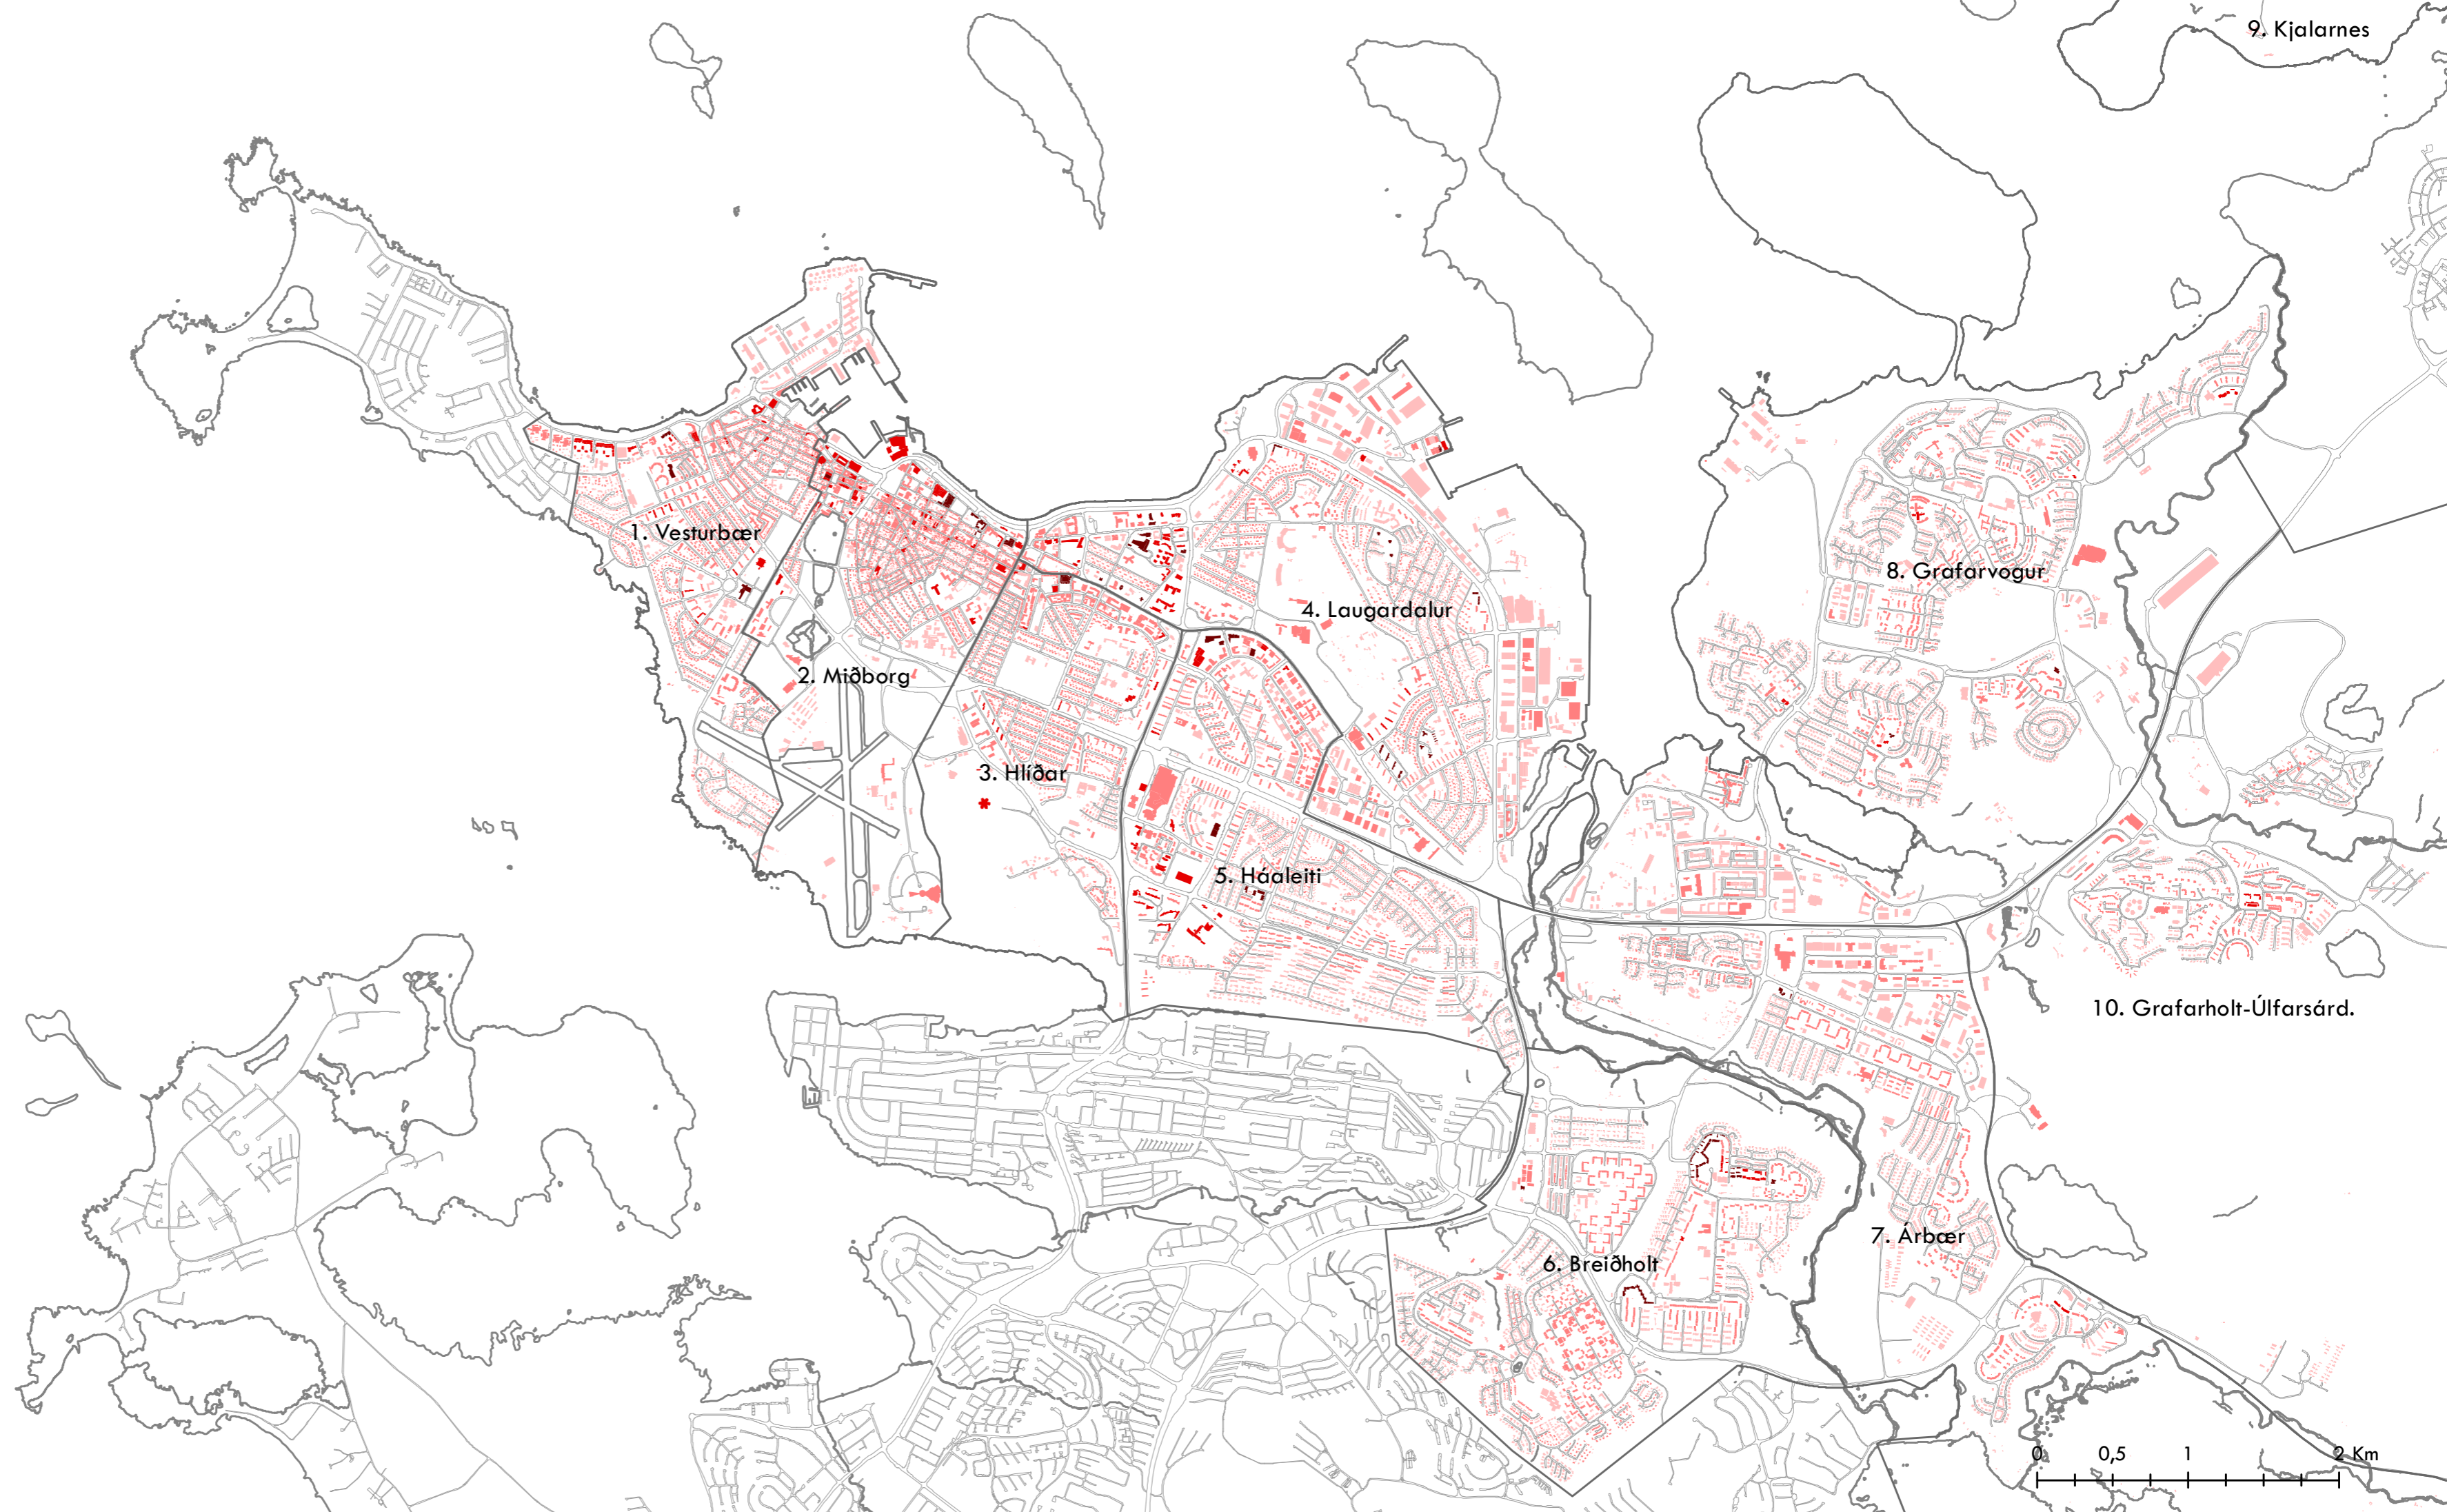 9. Kjalarnes
1. Vesturbær
8. Grafarvogur
4. Laugardalur
2. Miðborg
3. Hlíðar
5. Háaleiti
10. Grafarholt-Úlfarsárd.
7. Árbær
6. Breiðholt
0 0,5 1 2 Km